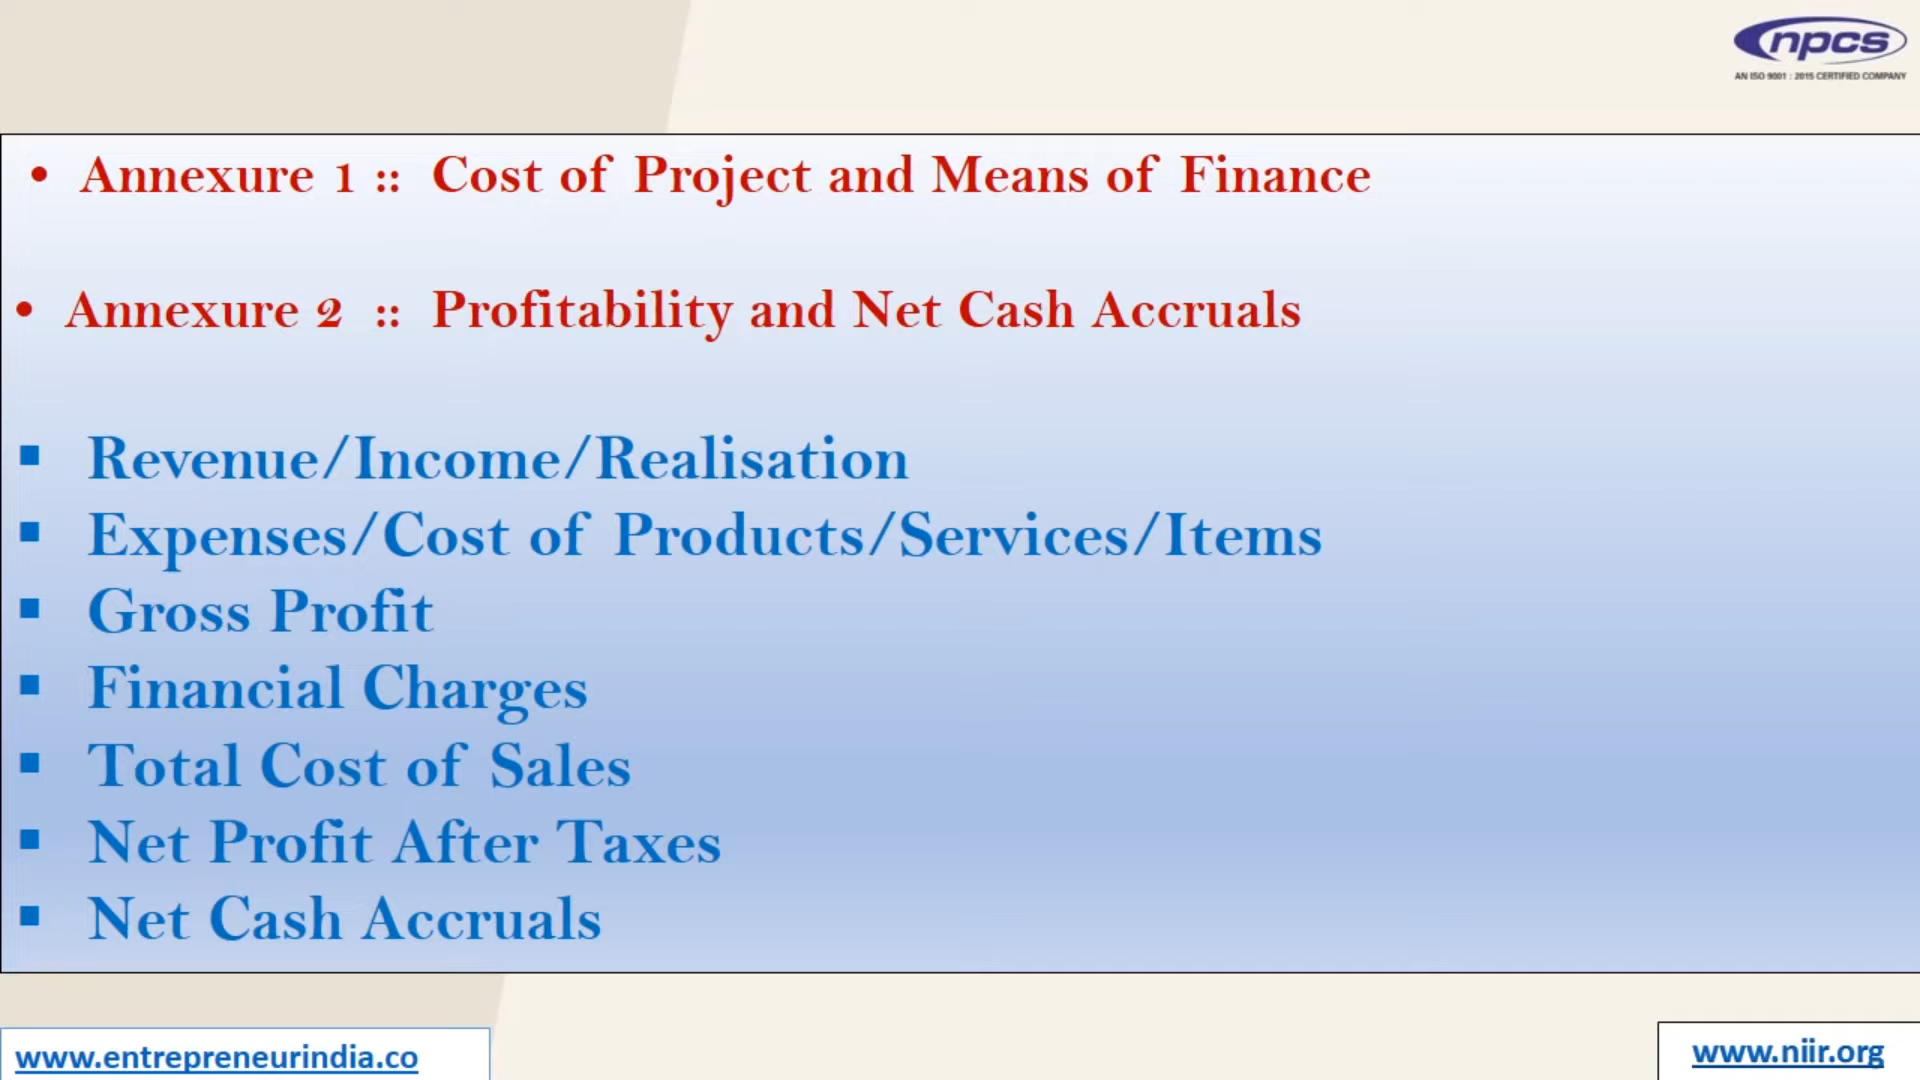 npcs
AN ISO 9001 : 2015 CERTIFIED COMPANY
• Annexure 1 :: Cost of Project and Means of Finance
• Annexure 2 :: Profitability and Net Cash Accruals
▪ Revenue/Income/Realisation
▪ Expenses/Cost of Products/Services/Items
▪ Gross Profit
▪ Financial Charges
▪ Total Cost of Sales
▪ Net Profit After Taxes
▪ Net Cash Accruals
www.entrepreneurindia.co
www.niir.org